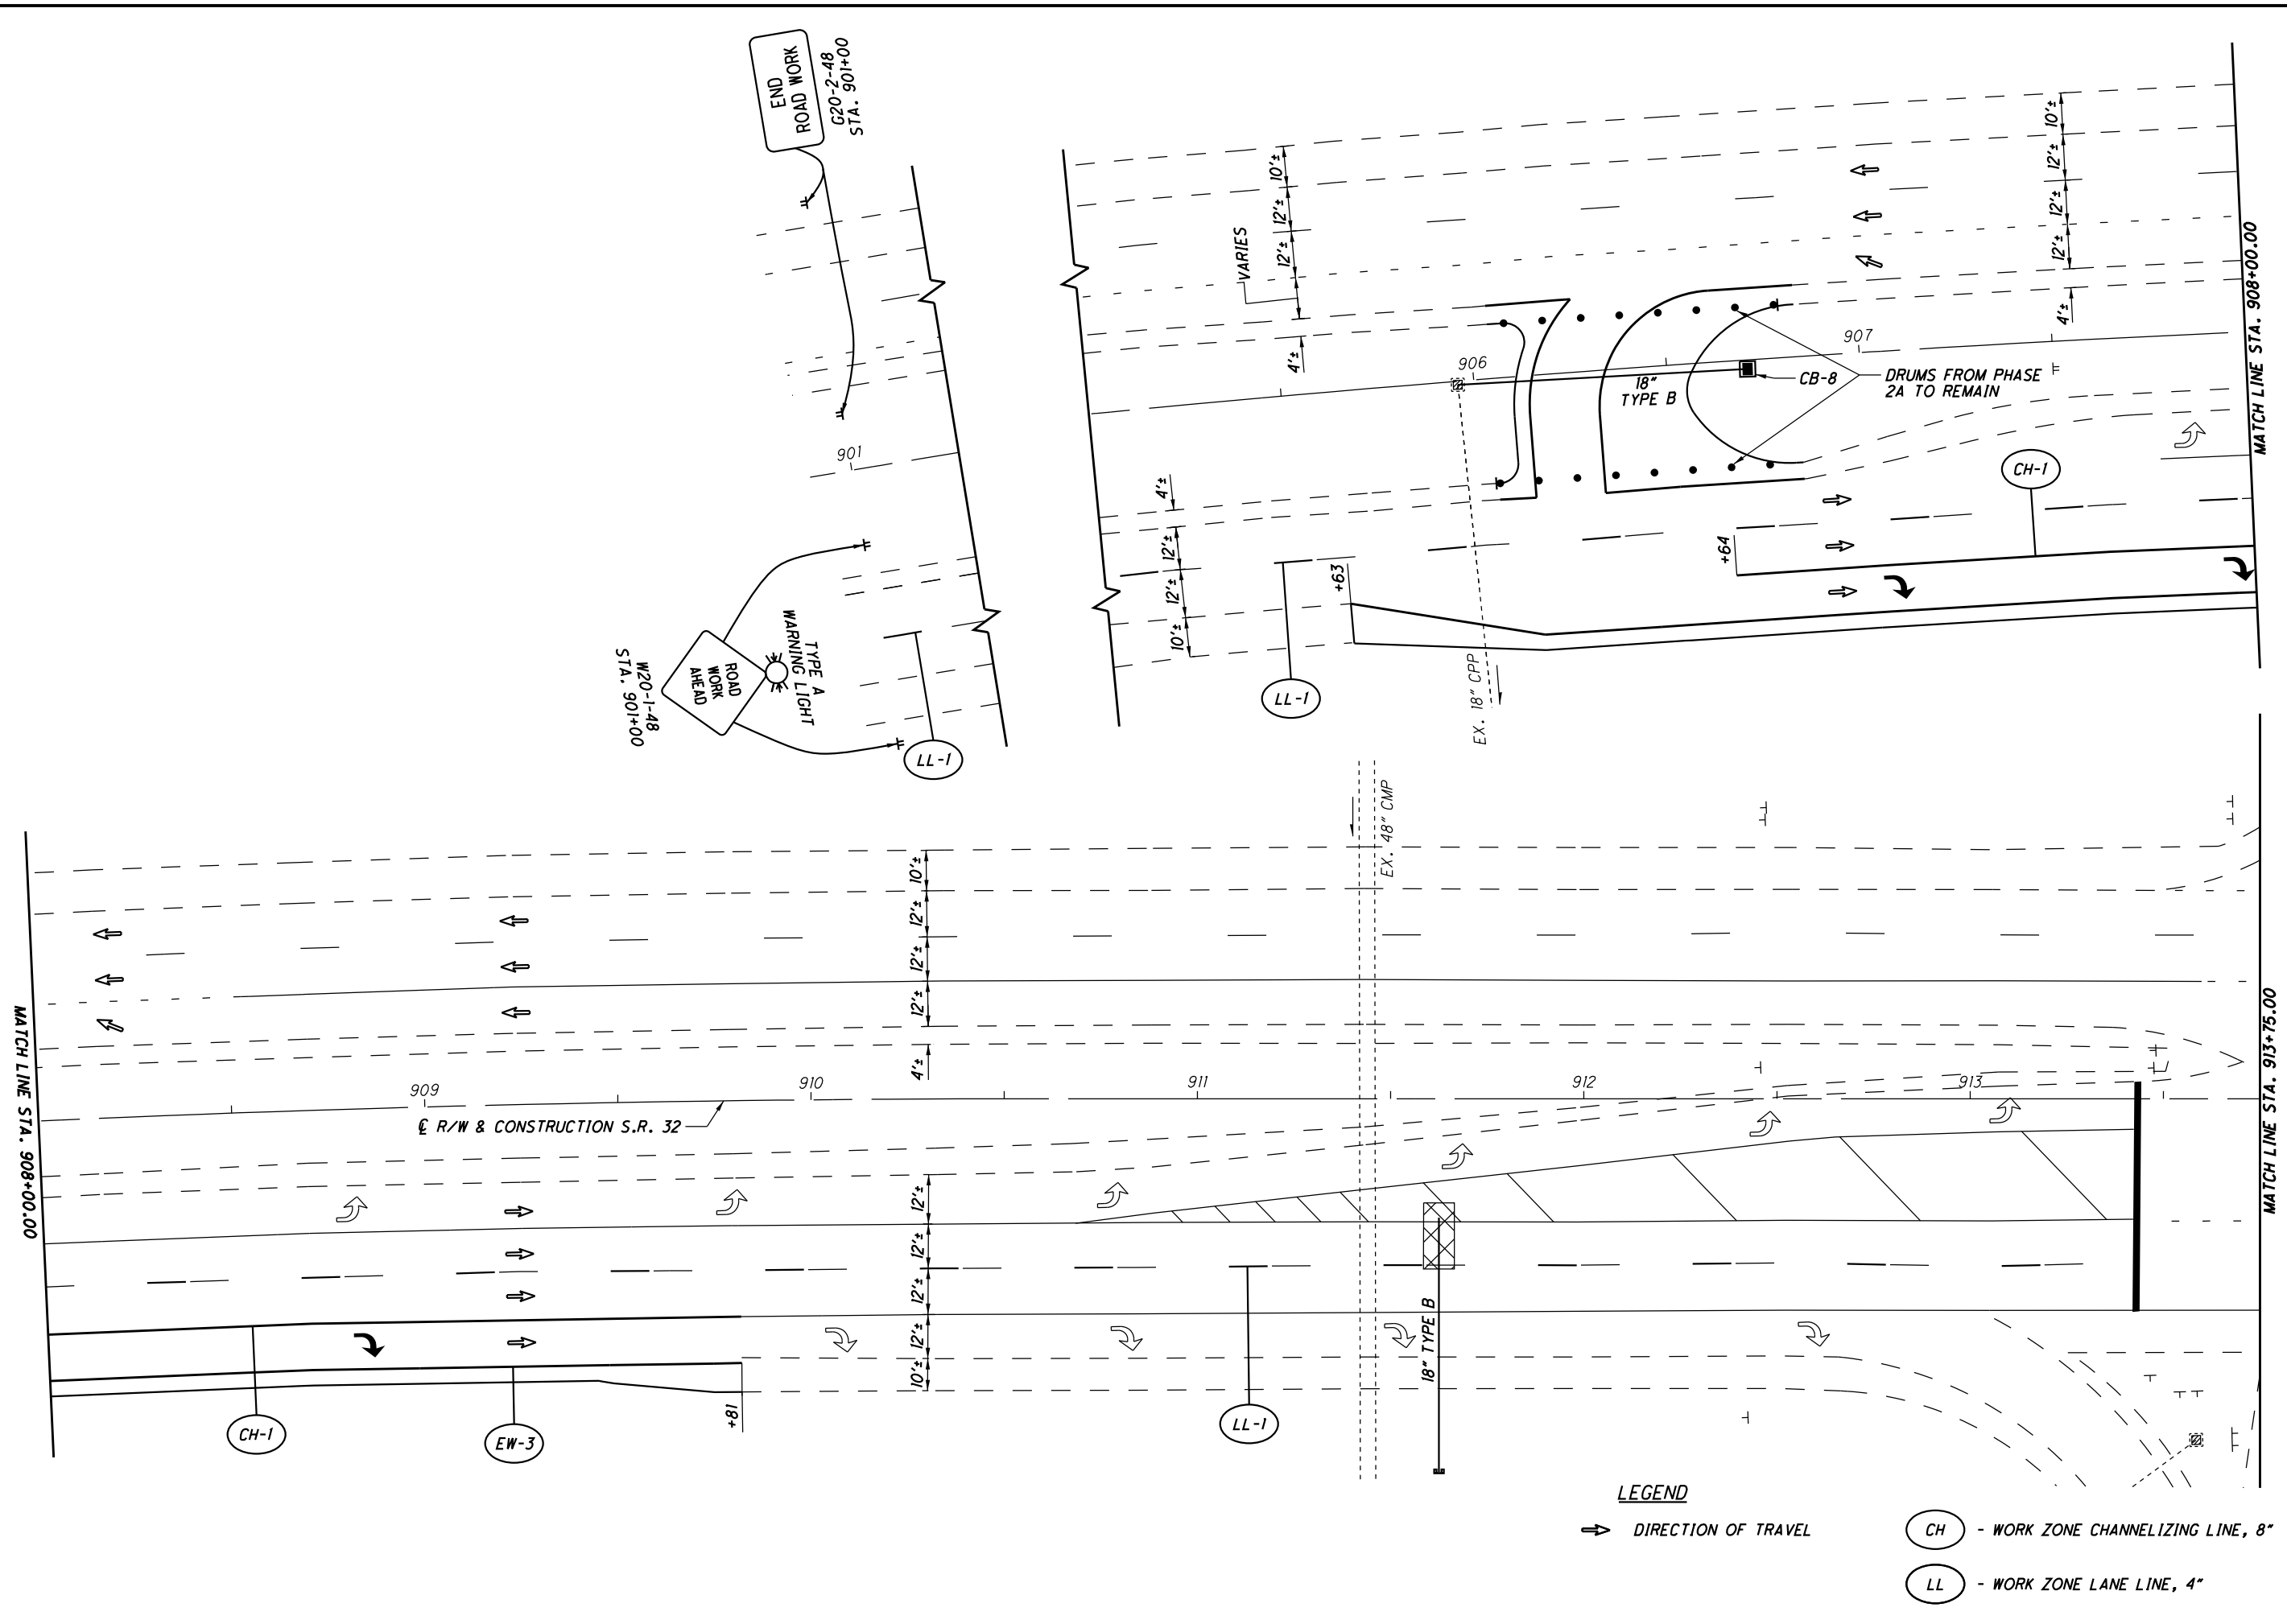 END
ROAD WORK
G20-2-48
STA. 901+00
10'±
12'±
12'±
VARIES
4'±
10'±
12'±
12'±
12'±
4'±
MATCH LINE STA. 908+00.00
906
907
18" TYPE B
CB-8
DRUMS FROM PHASE
2A TO REMAIN
901
4'±
12'±
12'±
10'±
+63
+64
CH-1
LL-1
EX. 18" CPP
ROAD
WORK
AHEAD
TYPE A
WARNING LIGHT
W20-1-48
STA. 901+00
LL-1
EX. 48" CMP
10'±
12'±
12'±
12'±
4'±
MATCH LINE STA. 908+00.00
909
910
911
912
913
℄ R/W & CONSTRUCTION S.R. 32
MATCH LINE STA. 913+75.00
12'±
12'±
12'±
12'±
10'±
18" TYPE B
+81
CH-1
EW-3
LL-1
LEGEND
DIRECTION OF TRAVEL
CH - WORK ZONE CHANNELIZING LINE, 8"
LL - WORK ZONE LANE LINE, 4"